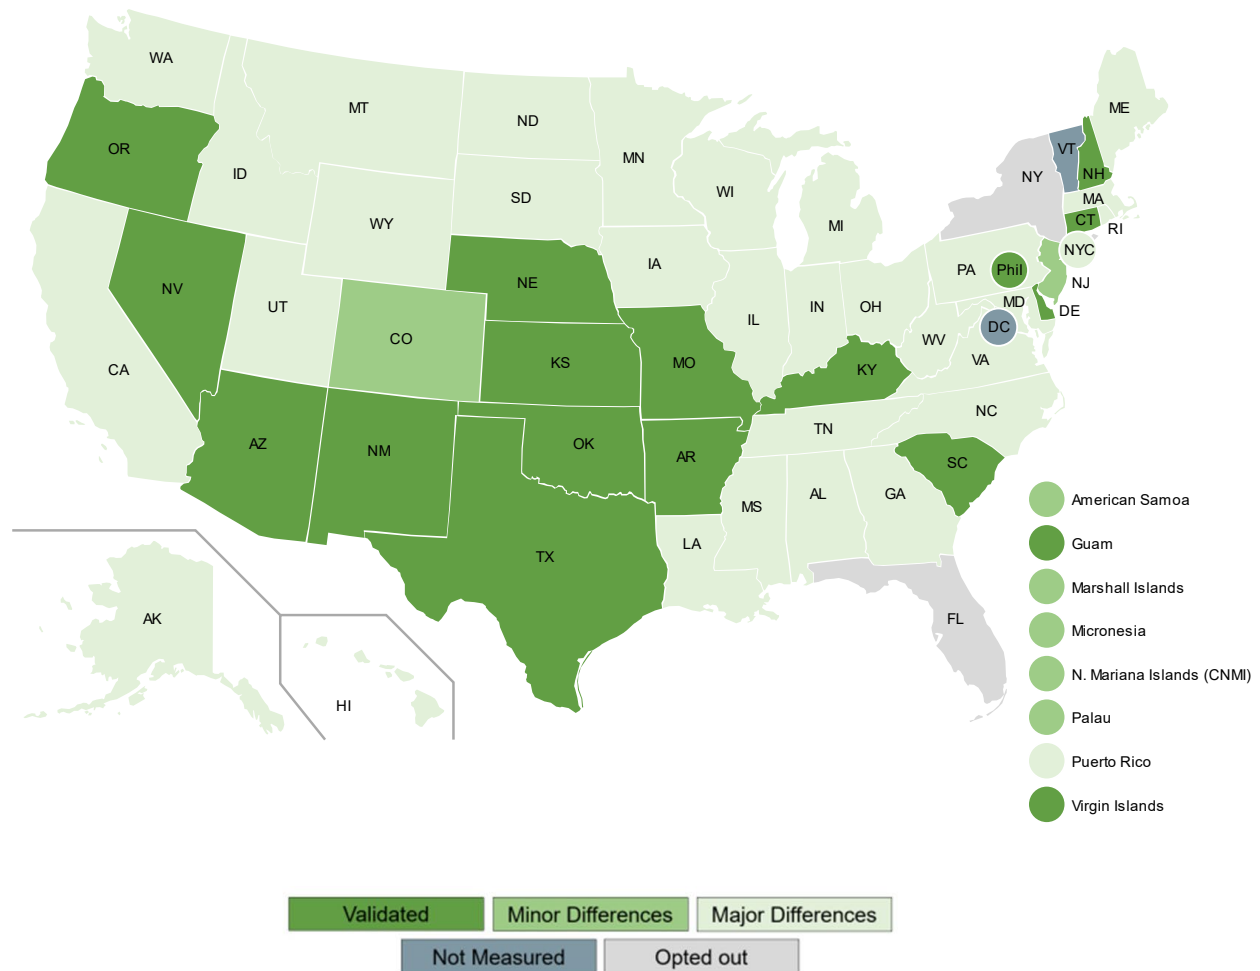 WA
MT
ND
MN
ME
OR
ID
SD
WI
MI
NY
VT
NH
MA
CT
RI
WY
NV
UT
CO
NE
IA
IL
IN
OH
PA
Phil
NYC
NJ
MD
DE
DC
WV
VA
CA
KS
MO
KY
AZ
NM
OK
AR
TN
NC
SC
MS
AL
GA
LA
TX
FL
AK
HI
American Samoa
Guam
Marshall Islands
Micronesia
N. Mariana Islands (CNMI)
Palau
Puerto Rico
Virgin Islands
Validated
Minor Differences
Major Differences
Not Measured
Opted out